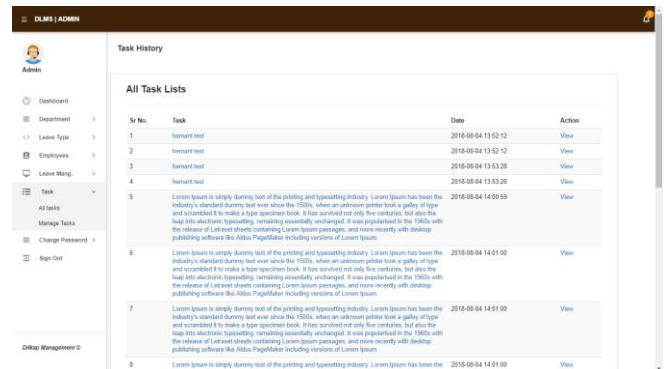 DLMS | ADMIN
Admin
Dashboard
Department
Leave Type
Employees
Leave Mang.
Task
All tasks
Manage Tasks
Change Password
Sign Out
Dilkap Management ©
Task History
All Task Lists
Sr No. Task Date Action
1 hemant test 2018-08-04 13:52:12 View
2 hemant test 2018-08-04 13:52:12 View
3 hemant test 2018-08-04 13:53:28 View
4 hemant test 2018-08-04 13:53:28 View
5 Lorem Ipsum is simply dummy text of the printing and typesetting industry. Lorem Ipsum has been the 2018-08-04 14:00:59 View
industry's standard dummy text ever since the 1500s, when an unknown printer took a galley of type
and scrambled it to make a type specimen book. It has survived not only five centuries, but also the
leap into electronic typesetting, remaining essentially unchanged. It was popularised in the 1960s with
the release of Letraset sheets containing Lorem Ipsum passages, and more recently with desktop
publishing software like Aldus PageMaker including versions of Lorem Ipsum.
6 Lorem Ipsum is simply dummy text of the printing and typesetting industry. Lorem Ipsum has been the 2018-08-04 14:01:00 View
industry's standard dummy text ever since the 1500s, when an unknown printer took a galley of type
and scrambled it to make a type specimen book. It has survived not only five centuries, but also the
leap into electronic typesetting, remaining essentially unchanged. It was popularised in the 1960s with
the release of Letraset sheets containing Lorem Ipsum passages, and more recently with desktop
publishing software like Aldus PageMaker including versions of Lorem Ipsum.
7 Lorem Ipsum is simply dummy text of the printing and typesetting industry. Lorem Ipsum has been the 2018-08-04 14:01:00 View
industry's standard dummy text ever since the 1500s, when an unknown printer took a galley of type
and scrambled it to make a type specimen book. It has survived not only five centuries, but also the
leap into electronic typesetting, remaining essentially unchanged. It was popularised in the 1960s with
the release of Letraset sheets containing Lorem Ipsum passages, and more recently with desktop
publishing software like Aldus PageMaker including versions of Lorem Ipsum.
8 Lorem Ipsum is simply dummy text of the printing and typesetting industry. Lorem Ipsum has been the 2018-08-04 14:01:00 View